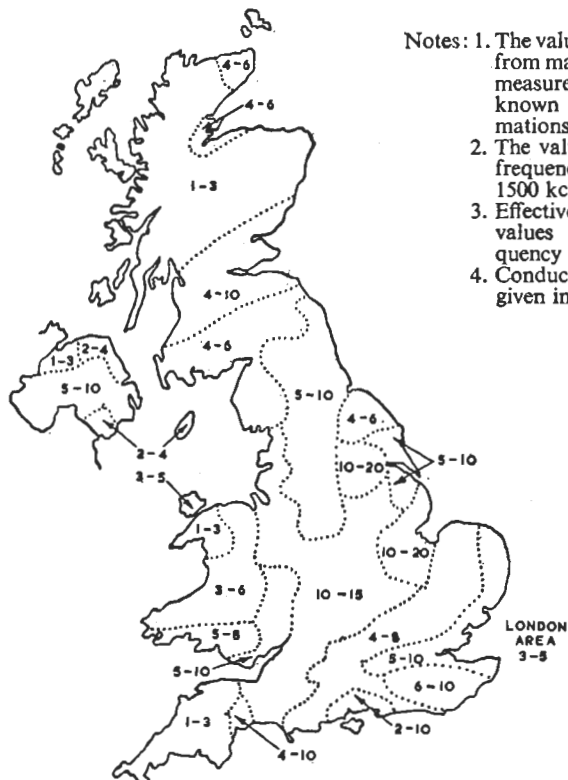 Notes: 1. The valu
from ma
measure
known
mations
2. The val
frequenc
1500 kc
3. Effective
values
quency
4. Conduc
given in
4-6
4-6
1-3
4-10
4-6
1-3
2-4
5-10
5-10
4-6
2-4
5-10
10-20
1-3
10-20
3-6
10-15
5-8
4-8
LONDON
AREA
3-5
5-10
5-10
6-10
1-3
2-10
4-10